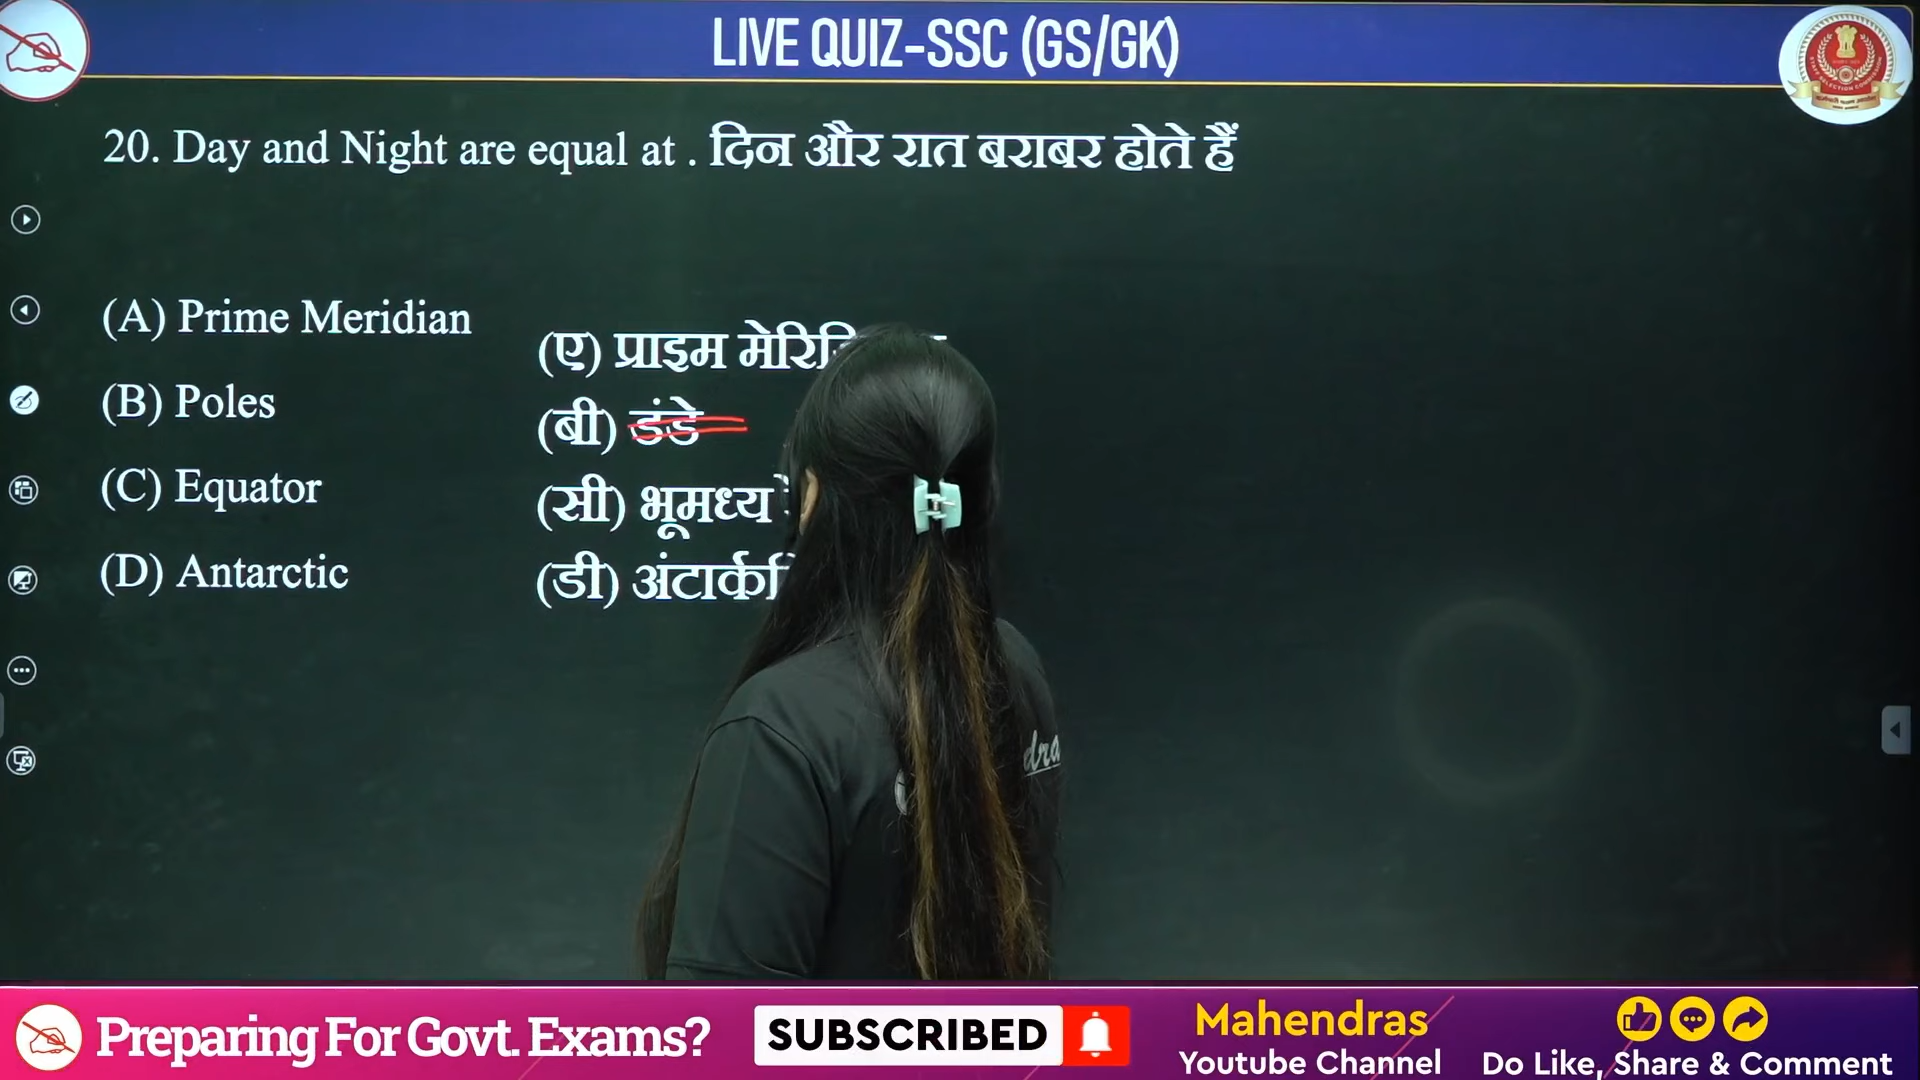 LIVE QUIZ-SSC (GS/GK)
20. Day and Night are equal at . दिन और रात बराबर होते हैं
(A) Prime Meridian
(B) Poles
(C) Equator
(D) Antarctic
(ए) प्राइम
(बी) डंडे
(सी) भूमध्य
(डी)
Preparing For Govt. Exams?
SUBSCRIBED
Mahendras
Youtube Channel
Do Like, Share & Comment